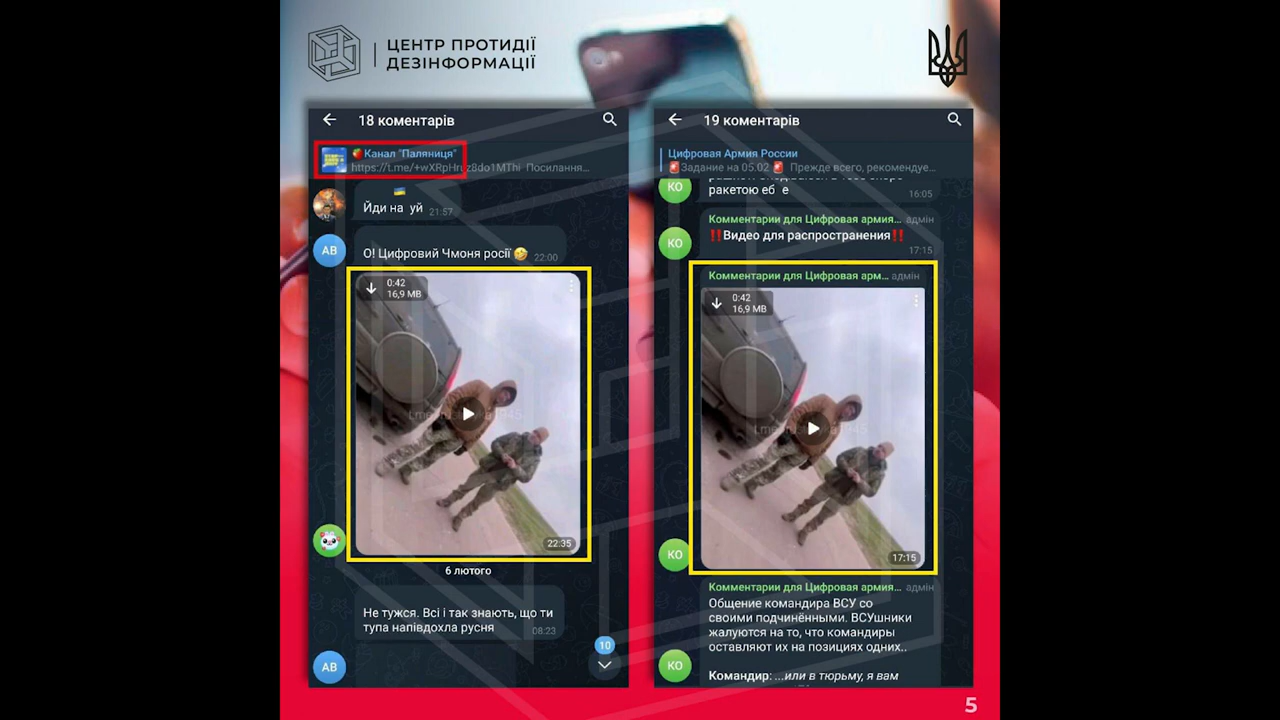 ЦЕНТР ПРОТИДІЇ
ДЕЗІНФОРМАЦІЇ
18 коментарів
Канал "Паляниця"
Посилання...
Йди на уй
21:57
АВ
О! Цифровий Чмоня росії
22:00
0:42
16,9 MB
22:35
6 лютого
Не тужся. Всі і так знають, що ти
тупа напівдохла русня
08:23
10
АВ
19 коментарів
Цифровая Армия России
Задание на 05.02 Прежде всего, рекомендуе...
КО
ракетою еб е
16:05
Комментарии для Цифровая армия... адмін
КО
‼️Видео для распространения‼️
17:15
Комментарии для Цифровая арм... адмін
0:42
16,9 MB
КО
17:15
Комментарии для Цифровая армия... адмін
Общение командира ВСУ со
своими подчинёнными. ВСУшники
жалуются на то, что командиры
оставляют их на позициях одних..
КО
Командир: ...или в тюрьму, я вам
5